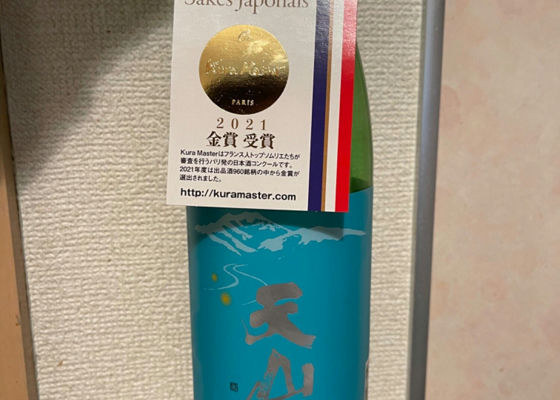 Sakés Japonais
Kura Master
PARIS
2021
金賞 受賞
Kura Masterはフランス人トップソムリエたちが
審査を行うパリ発の日本酒コンクールです。
2021年度は出品酒960銘柄の中から金賞が
選出されました。
http://kuramaster.com
天山